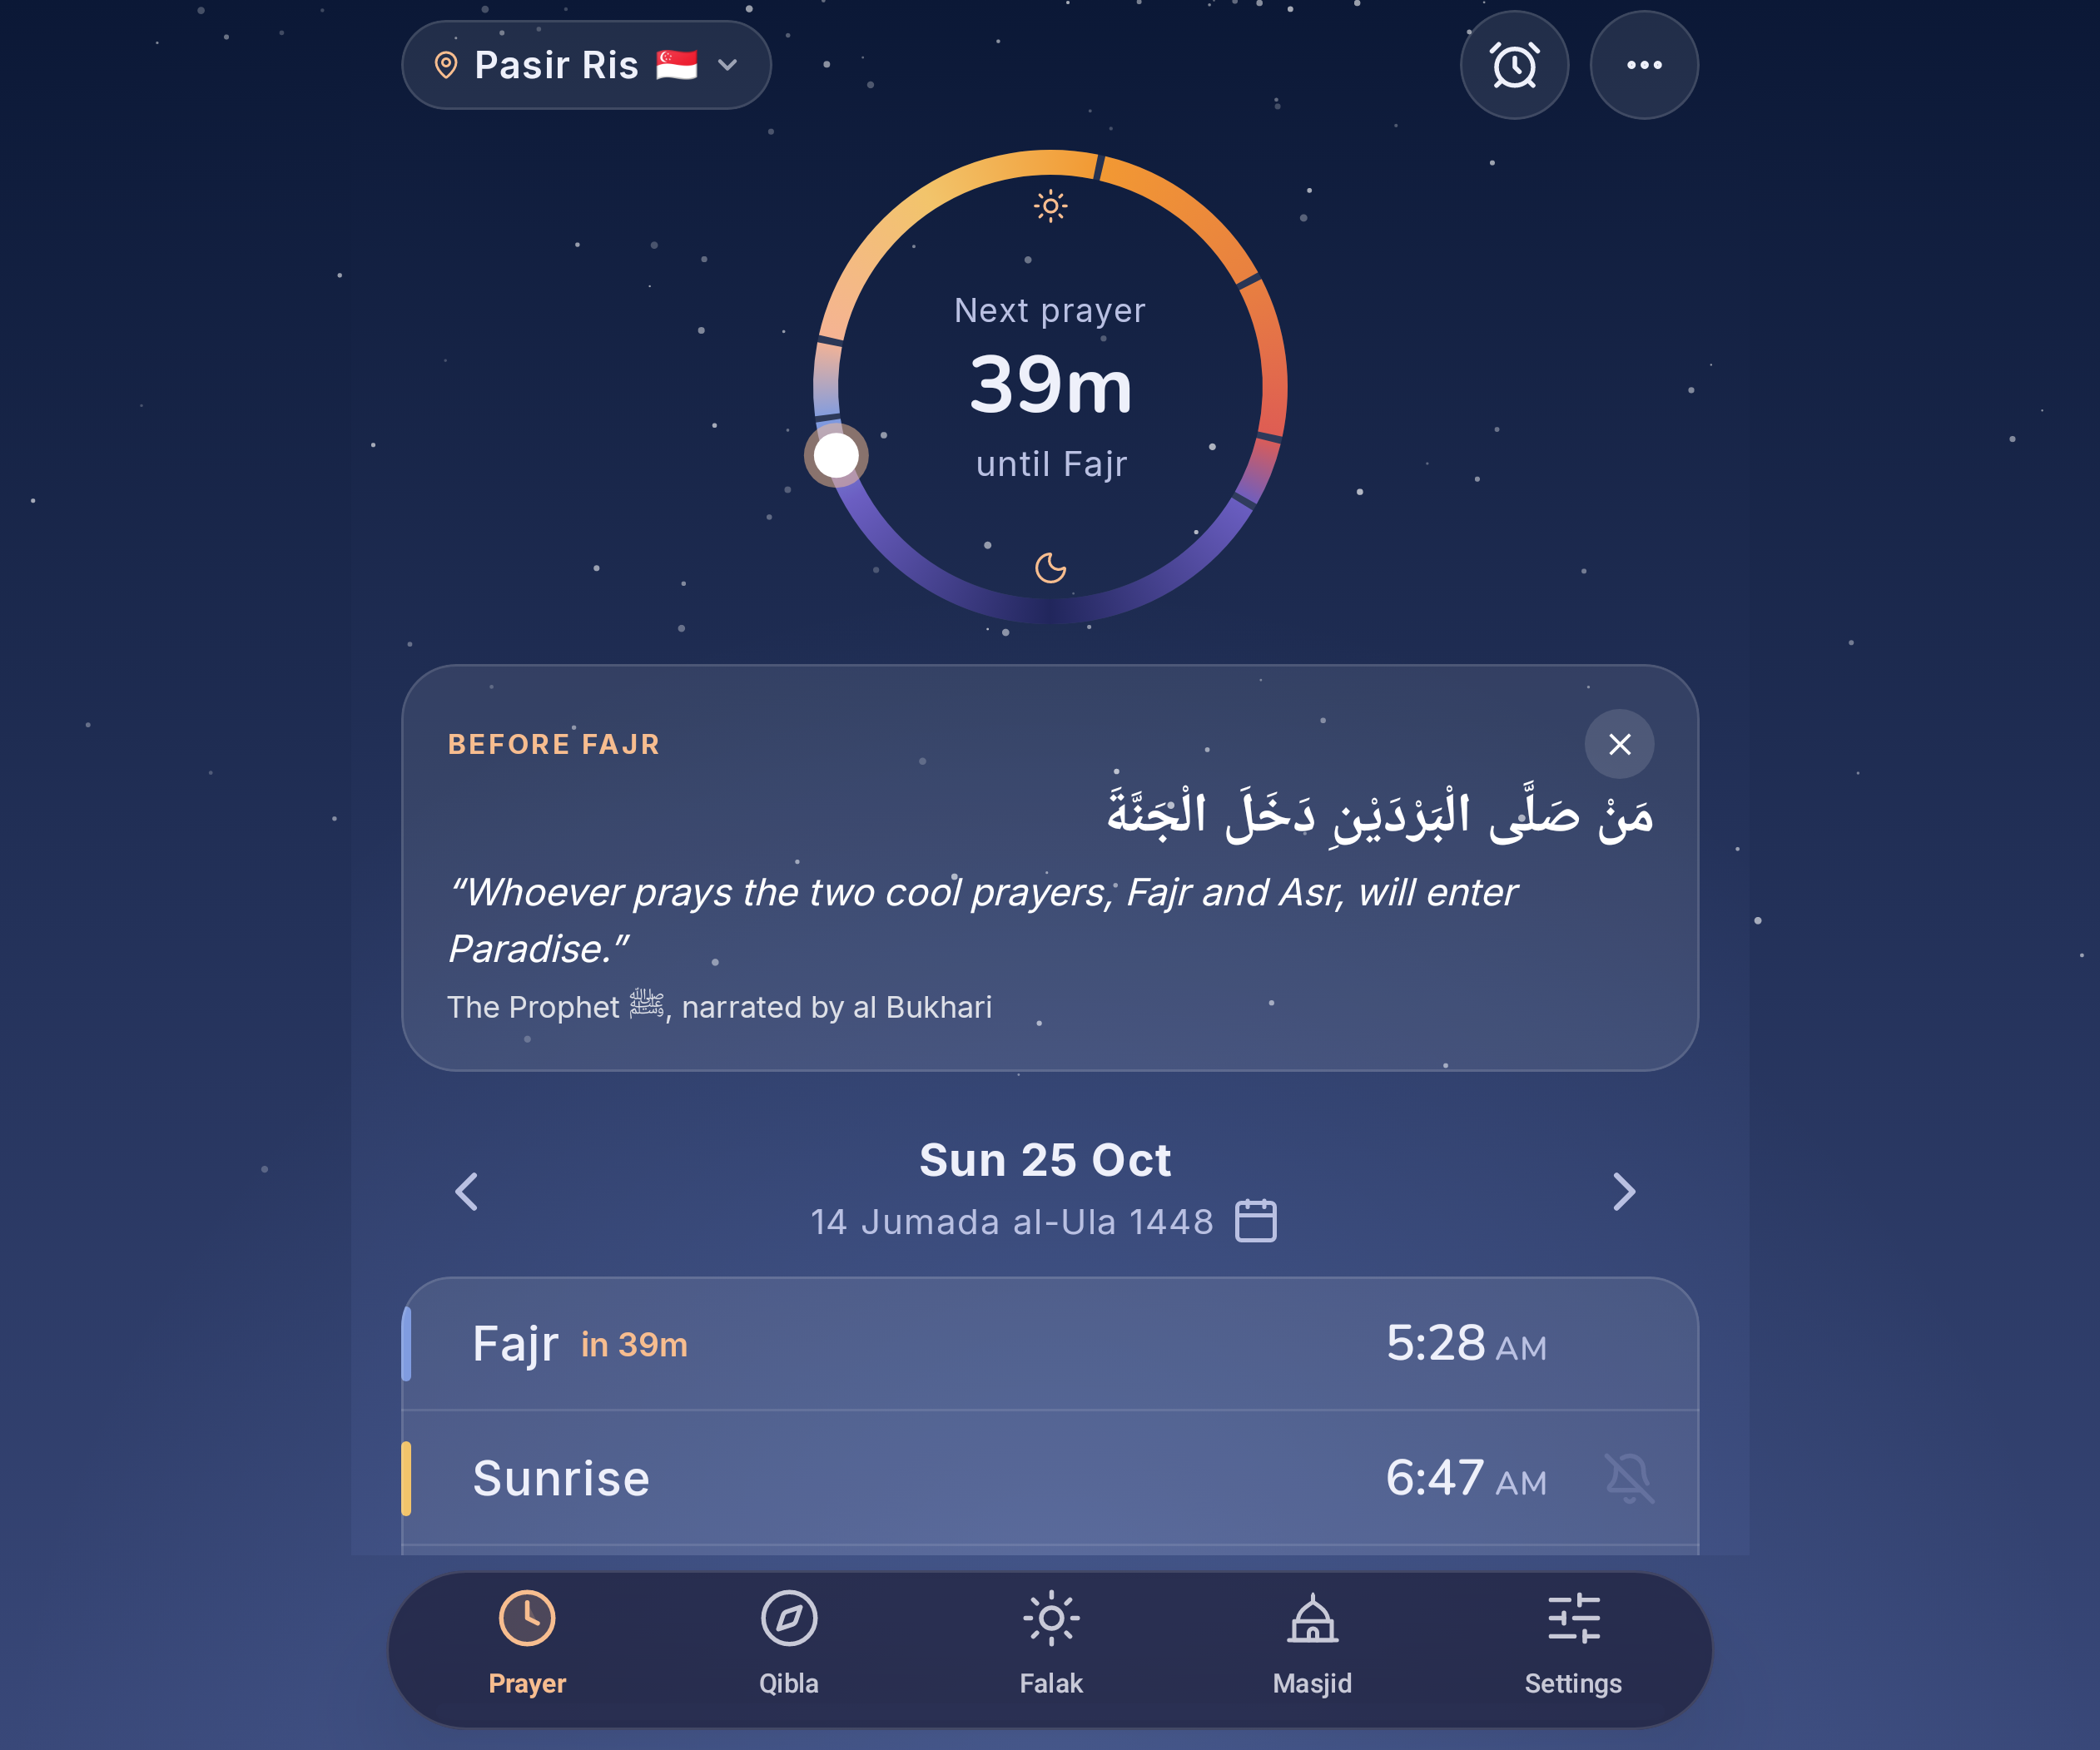 Pasir Ris 🇸🇬
Next prayer
39m
until Fajr
BEFORE FAJR
مَنْ صَلَّى الْبَرْدَيْنِ دَخَلَ الْجَنَّةَ
“Whoever prays the two cool prayers, Fajr and Asr, will enter
Paradise.”
The Prophet ﷺ, narrated by al Bukhari
Sun 25 Oct
14 Jumada al-Ula 1448
Fajr in 39m 5:28 AM
Sunrise 6:47 AM
Prayer Qibla Falak Masjid Settings